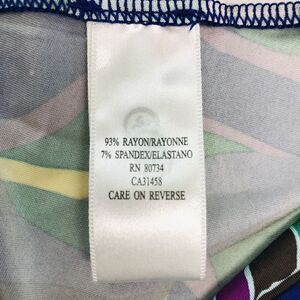 93% RAYON/RAYONNE
7% SPANDEX/ELASTANO
RN 80734
CA31458
CARE ON REVERSE